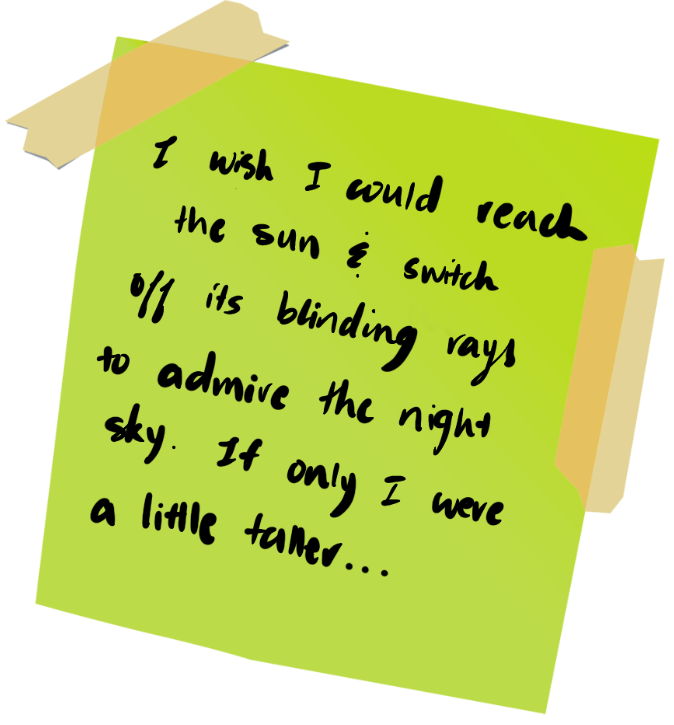 I wish I could reach
the sun & switch
off its blinding rays
to admire the night
sky. If only I were
a little taller...